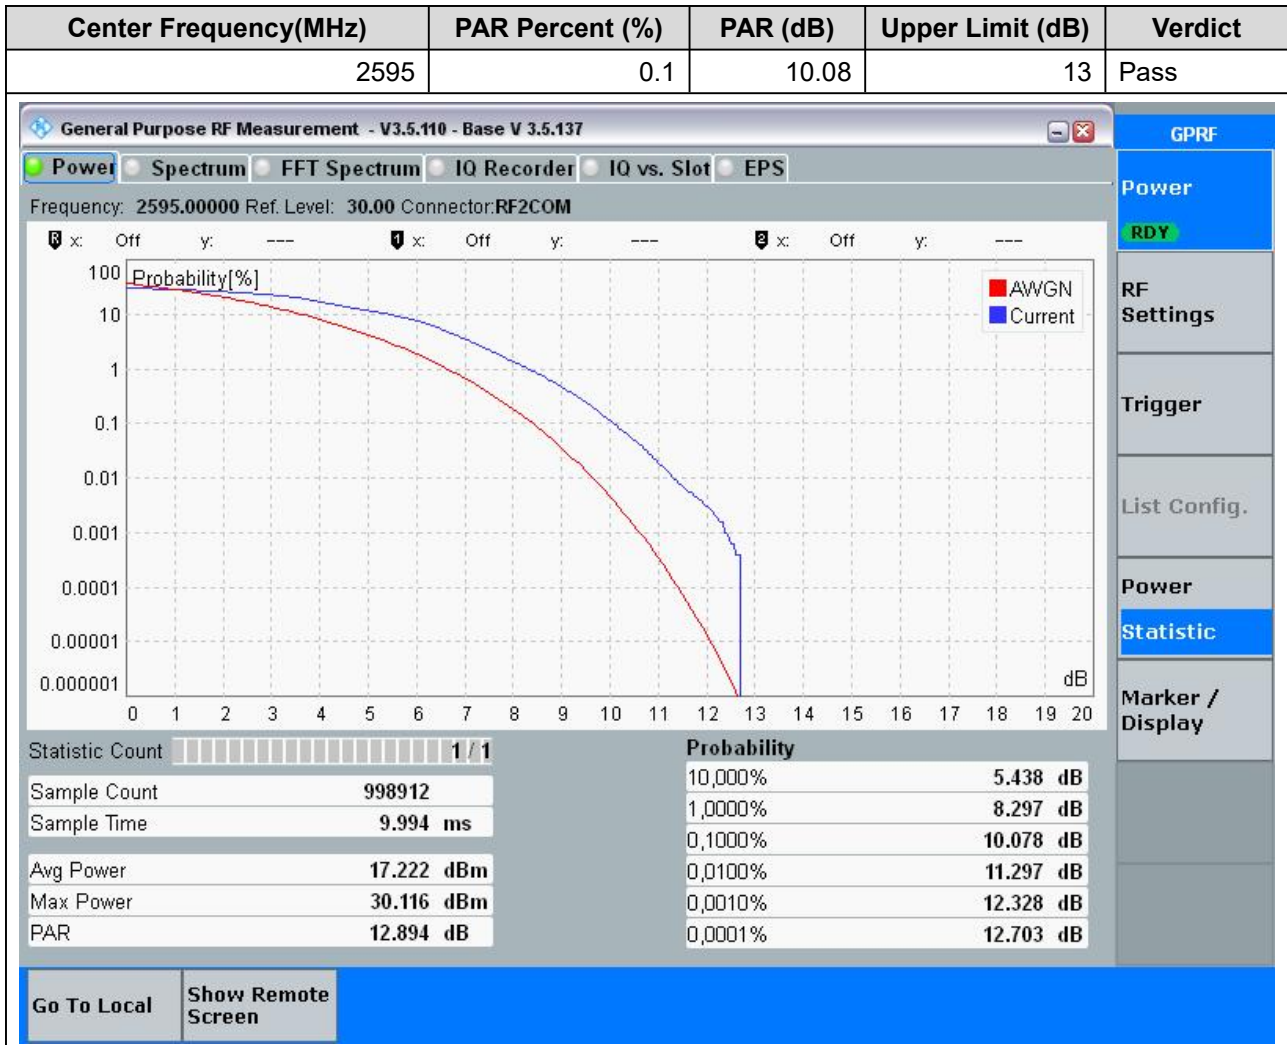 Center Frequency(MHz) PAR Percent (%) PAR (dB) Upper Limit (dB) Verdict
2595 0.1 10.08 13 Pass
General Purpose RF Measurement - V3.5.110 - Base V 3.5.137
GPRF
Power Spectrum FFT Spectrum IQ Recorder IQ vs. Slot EPS
Power
RDY
Frequency: 2595.00000 Ref. Level: 30.00 Connector:RF2COM
R x: Off y: --- 1 x: Off y: --- 2 x: Off y: ---
Probability[%]
AWGN
Current
100
10
1
0.1
0.01
0.001
0.0001
0.00001
0.000001
dB
0 1 2 3 4 5 6 7 8 9 10 11 12 13 14 15 16 17 18 19 20
RF
Settings
Trigger
List Config.
Power
Statistic
Marker /
Display
Statistic Count 1 / 1
Sample Count 998912
Sample Time 9.994 ms
Avg Power 17.222 dBm
Max Power 30.116 dBm
PAR 12.894 dB
Probability
10,000% 5.438 dB
1,0000% 8.297 dB
0,1000% 10.078 dB
0,0100% 11.297 dB
0,0010% 12.328 dB
0,0001% 12.703 dB
Go To Local
Show Remote
Screen